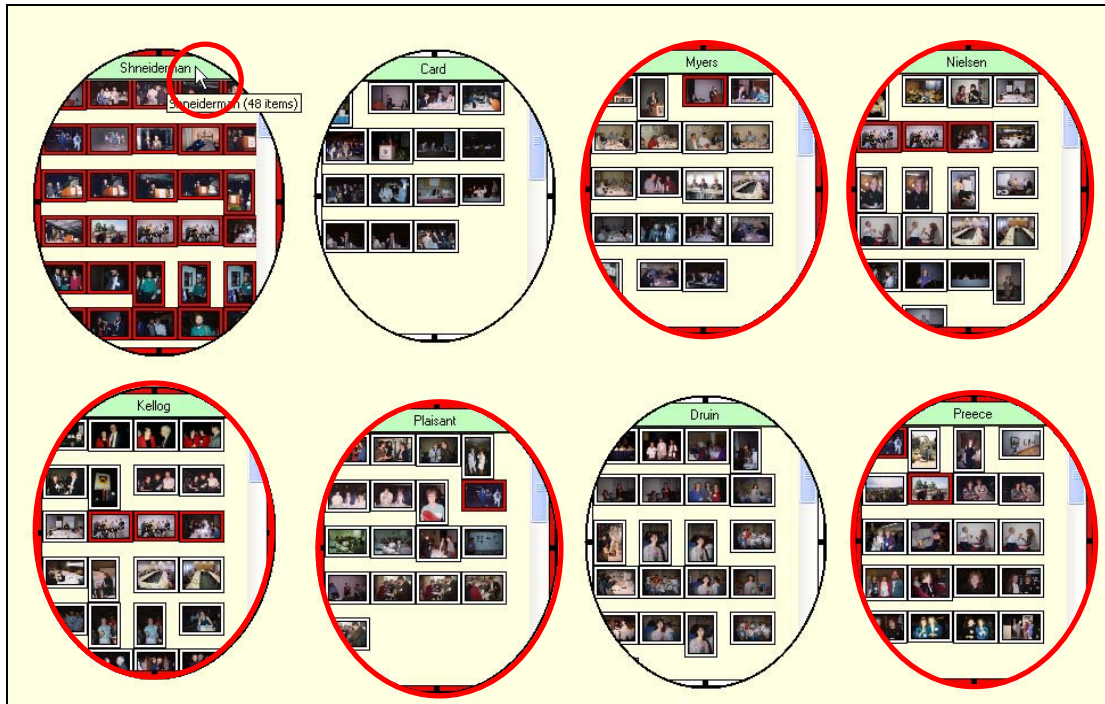 Shneiderman
Card
Myers
Nielsen
Shneiderman (48 items)
Kellog
Plaisant
Druin
Preece